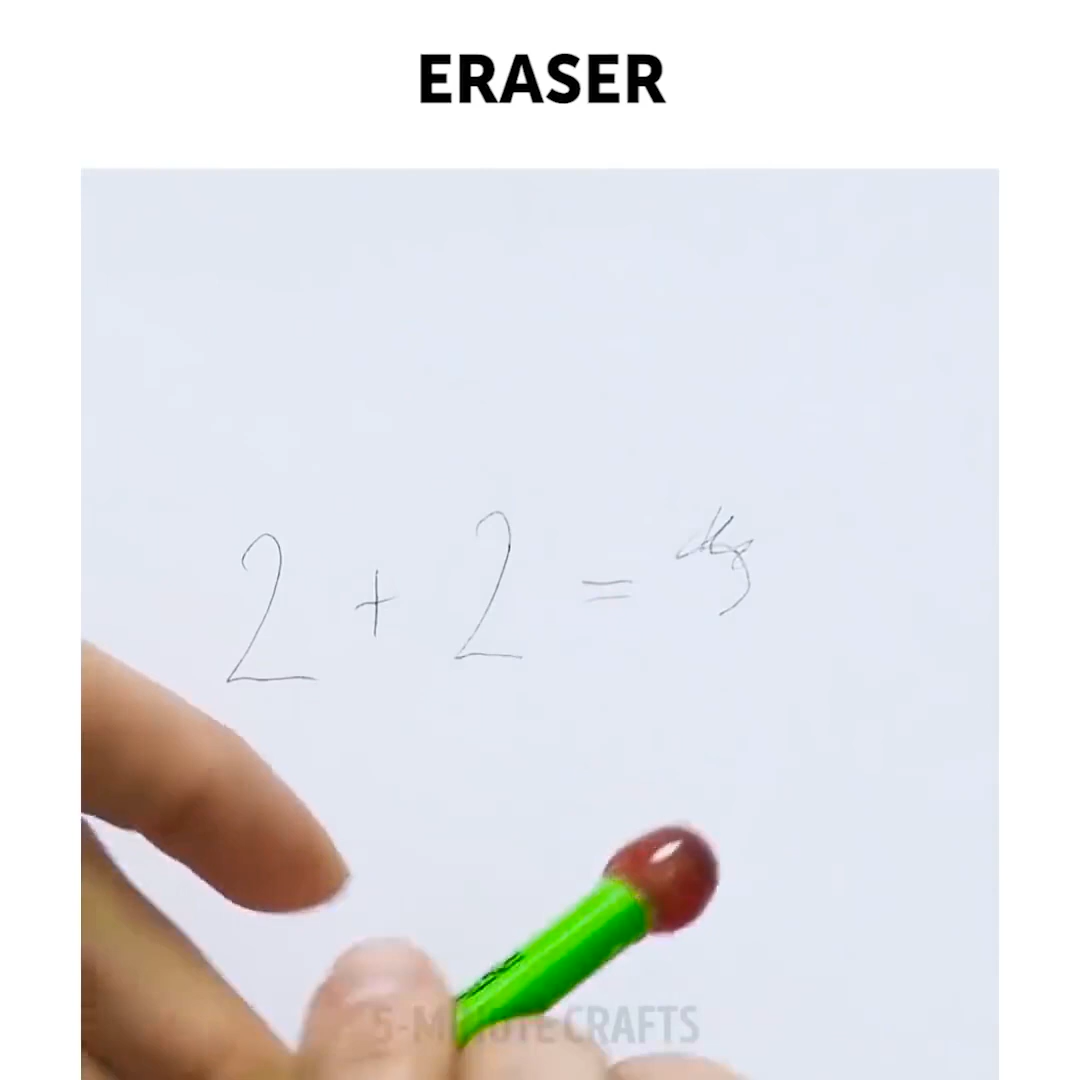 ERASER
2 + 2 =
5-MINUTE CRAFTS